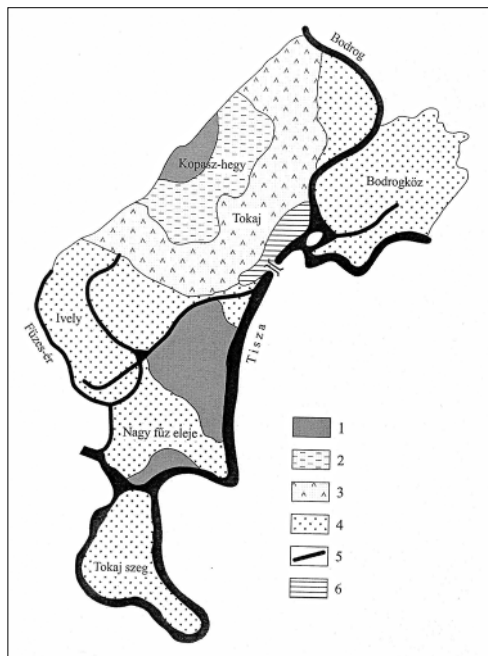 Bodrog
Kopasz-hegy
Bodrogköz
Tokaj
Ively
Füzes-ér
Tisza
Nagy fűz eleje
Tokaj szeg
1
2
3
4
5
6